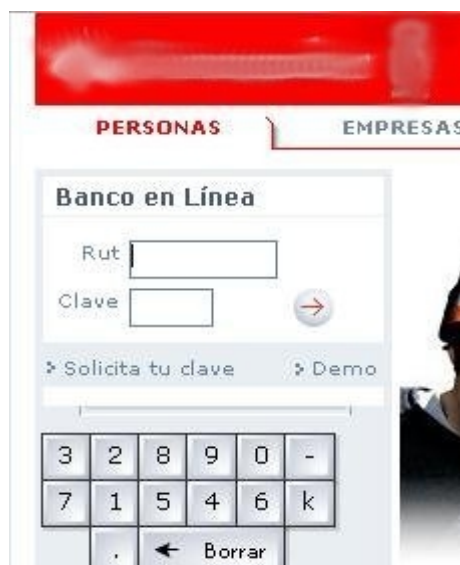 PERSONAS EMPRESAS
Banco en Línea
Rut
Clave
Solicita tu clave Demo
3 2 8 9 0 -
7 1 5 4 6 k
. Borrar